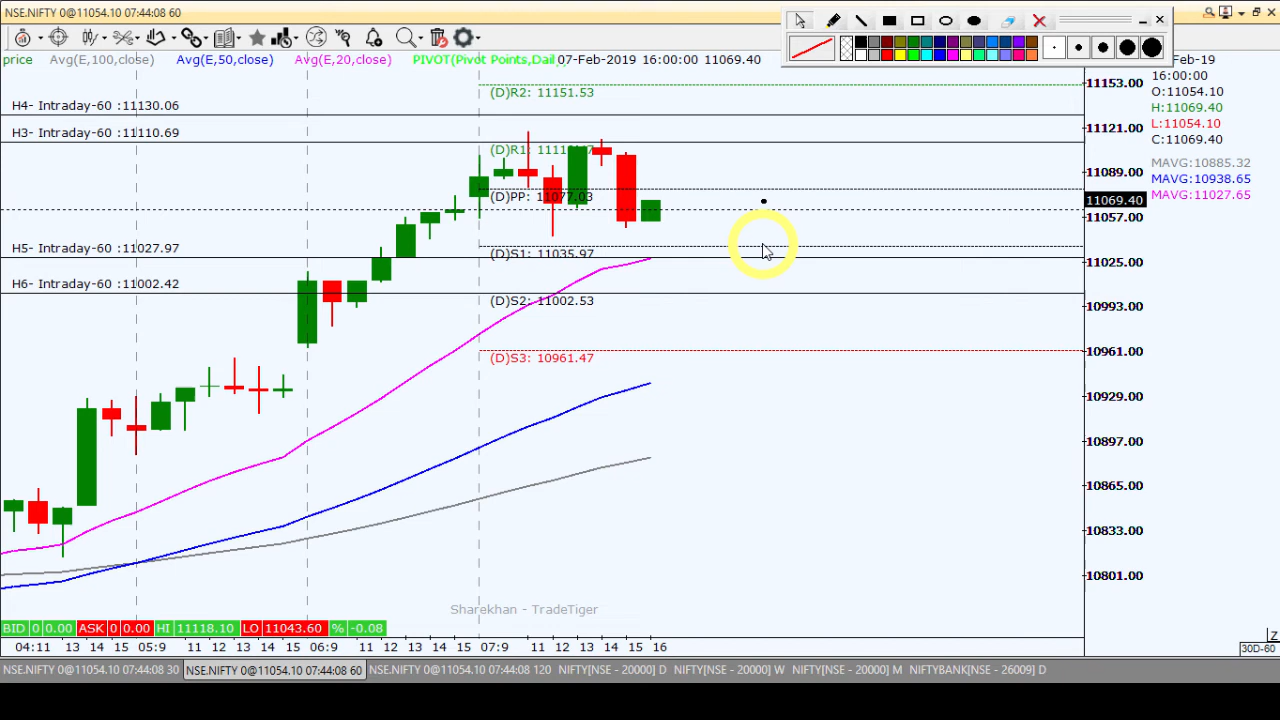 NSE.NIFTY 0@11054.10 07:44:08 60
price Avg(E,100,close) Avg(E,50,close) Avg(E,20,close) PIVOT(Pivot Points,Dail 07-Feb-2019 16:00:00 11069.40
-Feb-19
16:00:00
O:11054.10
H:11069.40
L:11054.10
C:11069.40
MAVG:10885.32
MAVG:10938.65
MAVG:11027.65
(D)R2: 11151.53
H4- Intraday-60 :11130.06
H3- Intraday-60 :11110.69
(D)PP: 11077.03
H5- Intraday-60 :11027.97
(D)S1: 11035.97
H6- Intraday-60 :11002.42
(D)S2: 11002.53
(D)S3: 10961.47
11153.00
11121.00
11089.00
11069.40
11057.00
11025.00
10993.00
10961.00
10929.00
10897.00
10865.00
10833.00
10801.00
Sharekhan - TradeTiger
BID 0 0.00 ASK 0 0.00 HI 11118.10 LO 11043.60 % -0.08
04:11 13 14 15 05:9 11 12 13 14 15 06:9 11 12 13 14 15 07:9 11 12 13 14 15 16
Z
30D-60
NSE.NIFTY 0@11054.10 07:44:08 30 NSE.NIFTY 0@11054.10 07:44:08 60 NSE.NIFTY 0@11054.10 07:44:08 120 NIFTY[NSE - 20000] D NIFTY[NSE - 20000] W NIFTY[NSE - 20000] M NIFTYBANK[NSE - 26009] D